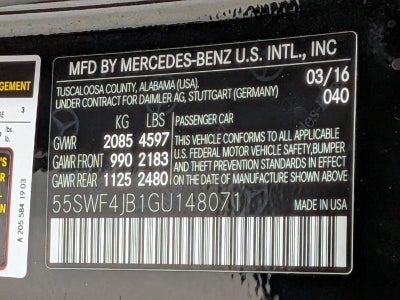 MFD BY MERCEDES-BENZ U.S. INTL., INC
TUSCALOOSA COUNTY, ALABAMA (USA) 03/16
UNDER CONTRACT FOR DAIMLER AG, STUTTGART (GERMANY) 040
KG LBS PASSENGER CAR
GVWR 2085 4597
GAWR FRONT 990 2183
GAWR REAR 1125 2480
THIS VEHICLE CONFORMS TO ALL APPLICABLE
U.S. FEDERAL MOTOR VEHICLE SAFETY,BUMPER
AND THEFT PREVENTION STANDARDS IN EFFECT
ON THE DATE OF MANUFACTURE SHOWN ABOVE
55SWF4JB1GU148071 MADE IN USA
AGEMENT
3
lbs.
A 205 584 19 03